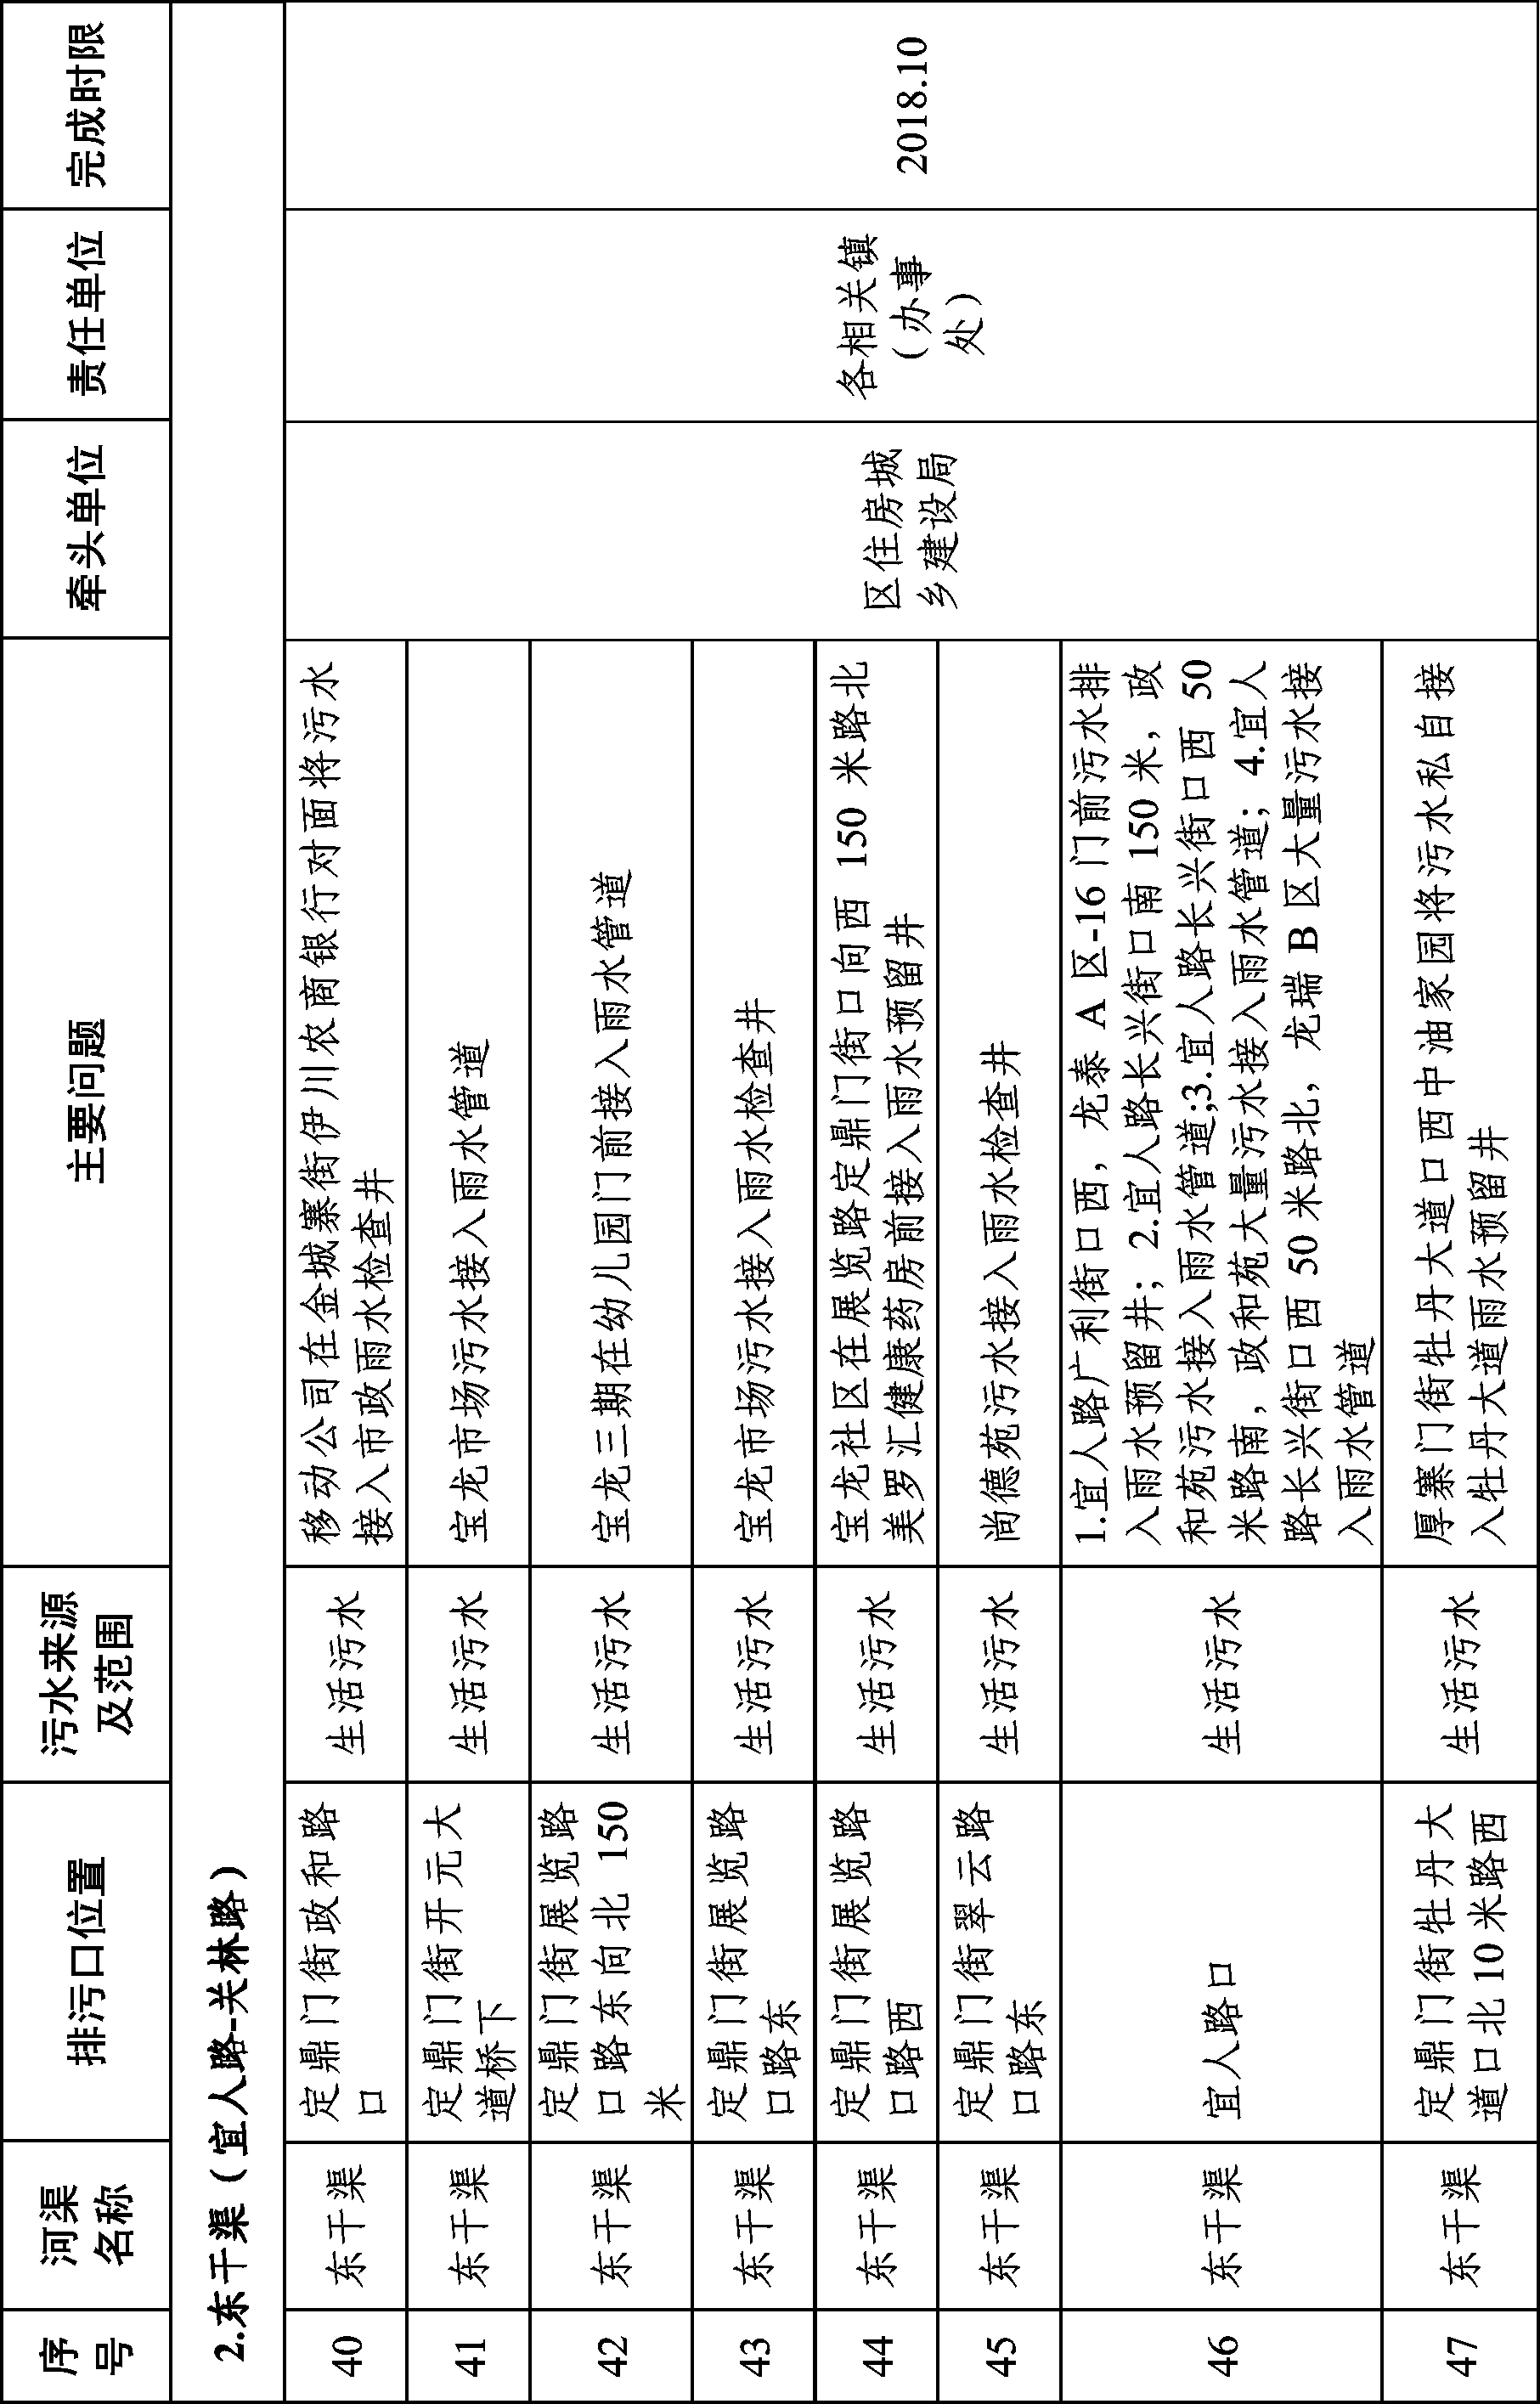 序
号
河渠
名称
排污口位置
污水来源
及范围
主要问题
牵头单位
责任单位
完成时限
2.东干渠（宜人路-关林路）
40
东干渠
定鼎门街政和路
口
生活污水
移动公司在金城寨街伊川农商银行对面将污水
接入市政雨水检查井
41
东干渠
定鼎门街开元大
道桥下
生活污水
宝龙市场污水接入雨水管道
42
东干渠
定鼎门街展览路
口路东向北 150
米
生活污水
宝龙三期在幼儿园门前接入雨水管道
43
东干渠
定鼎门街展览路
口路东
生活污水
宝龙市场污水接入雨水检查井
44
东干渠
定鼎门街展览路
口路西
生活污水
宝龙社区在展览路定鼎门街口向西 150 米路北
美罗汇健康药房前接入雨水预留井
45
东干渠
定鼎门街翠云路
口路东
生活污水
尚德苑污水接入雨水检查井
46
东干渠
宜人路口
生活污水
1.宜人路广利街口西，龙泰 A 区-16 门前污水排
入雨水预留井；2.宜人路长兴街口南 150 米，政
和苑污水接入雨水管道;3.宜人路长兴街口西 50
米路南，政和苑大量污水接入雨水管道；4.宜人
路长兴街口西 50 米路北，龙瑞 B 区大量污水接
入雨水管道
47
东干渠
定鼎门街牡丹大
道口北 10 米路西
生活污水
厚寨门街牡丹大道口西中油家园将污水私自接
入牡丹大道雨水预留井
区住房城
乡建设局
各相关镇
（办事
处）
2018.10